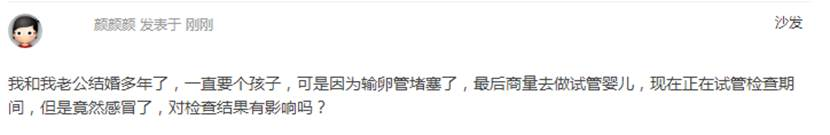 颜颜颜 发表于 刚刚
沙发
我和我老公结婚多年了，一直要个孩子，可是因为输卵管堵塞了，最后商量去做试管婴儿，现在正在试管检查期
间，但是竟然感冒了，对检查结果有影响吗？